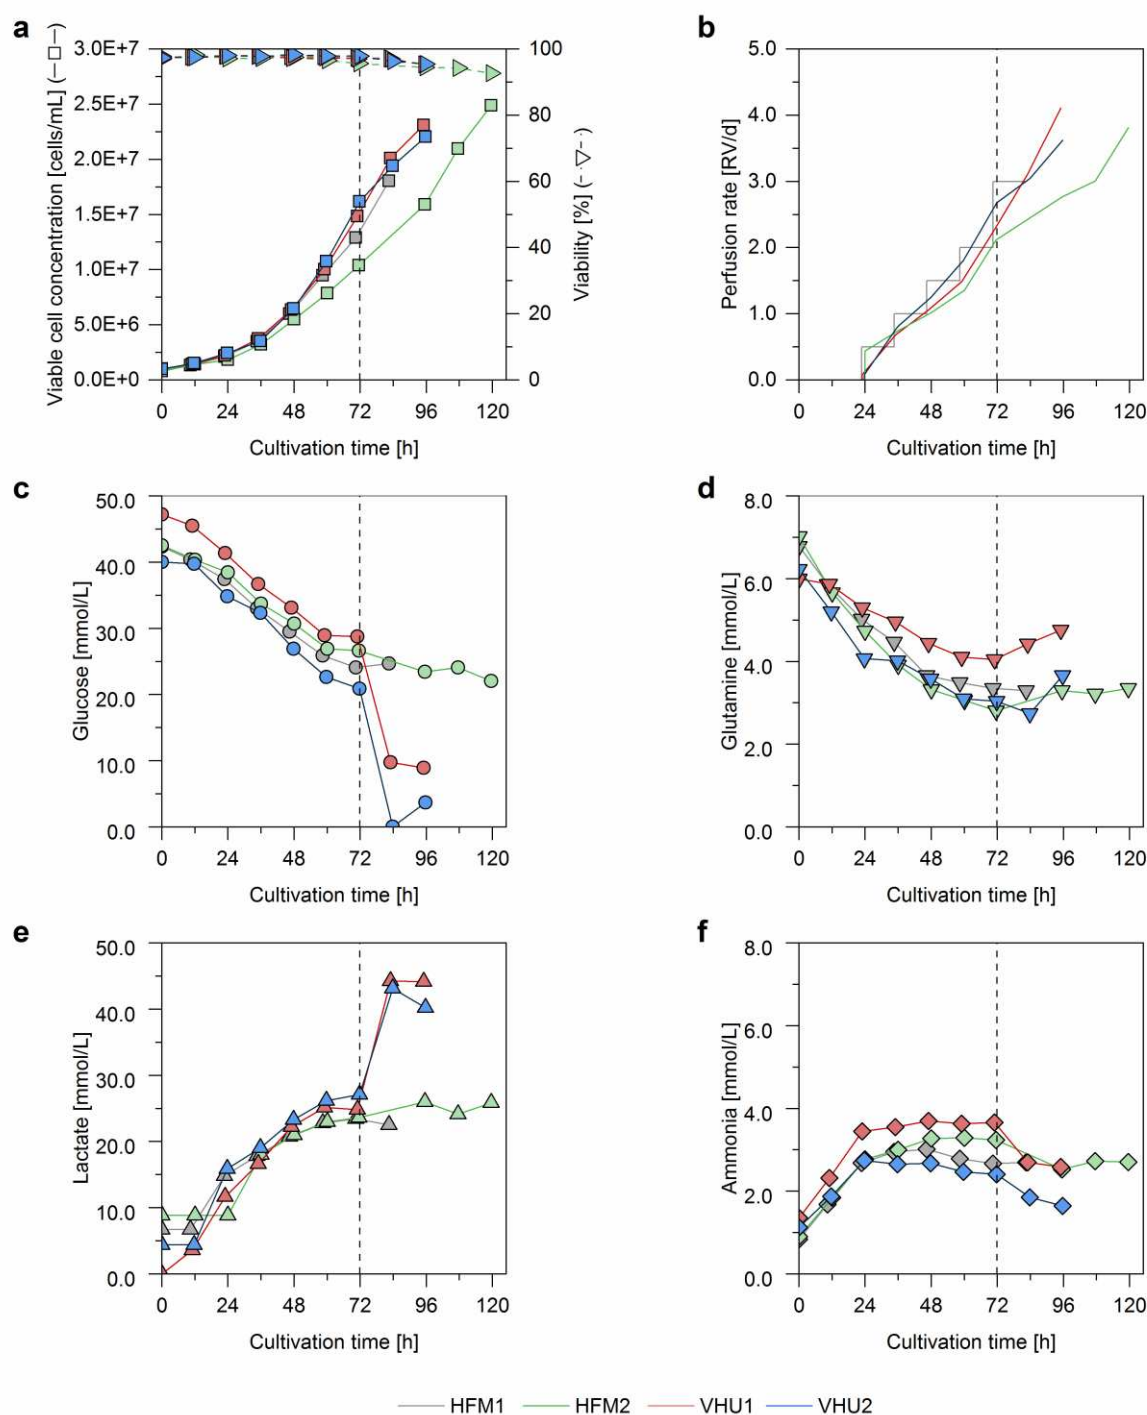 a
Viable cell concentration [cells/mL] (–□–)
3.0E+7
2.5E+7
2.0E+7
1.5E+7
1.0E+7
5.0E+6
0.0E+0
100
80
60
40
20
0
Viability [%] (- ·▽- ·)
0 24 48 72 96 120
Cultivation time [h]
b
Perfusion rate [RV/d]
5.0
4.0
3.0
2.0
1.0
0.0
0 24 48 72 96 120
Cultivation time [h]
c
Glucose [mmol/L]
50.0
40.0
30.0
20.0
10.0
0.0
0 24 48 72 96 120
Cultivation time [h]
d
Glutamine [mmol/L]
8.0
6.0
4.0
2.0
0.0
0 24 48 72 96 120
Cultivation time [h]
e
Lactate [mmol/L]
50.0
40.0
30.0
20.0
10.0
0.0
0 24 48 72 96 120
Cultivation time [h]
f
Ammonia [mmol/L]
8.0
6.0
4.0
2.0
0.0
0 24 48 72 96 120
Cultivation time [h]
HFM1 HFM2 VHU1 VHU2